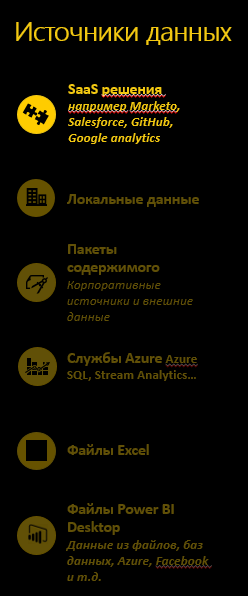 Источники данных
SaaS решения
например Marketo,
Salesforce, GitHub,
Google analytics
Локальные данные
Пакеты
содержимого
Корпоративные
источники и внешние
данные
Службы Azure Azure
SQL, Stream Analytics...
Файлы Excel
Файлы Power BI
Desktop
Данные из файлов, баз
данных, Azure, Facebook
и т.д.